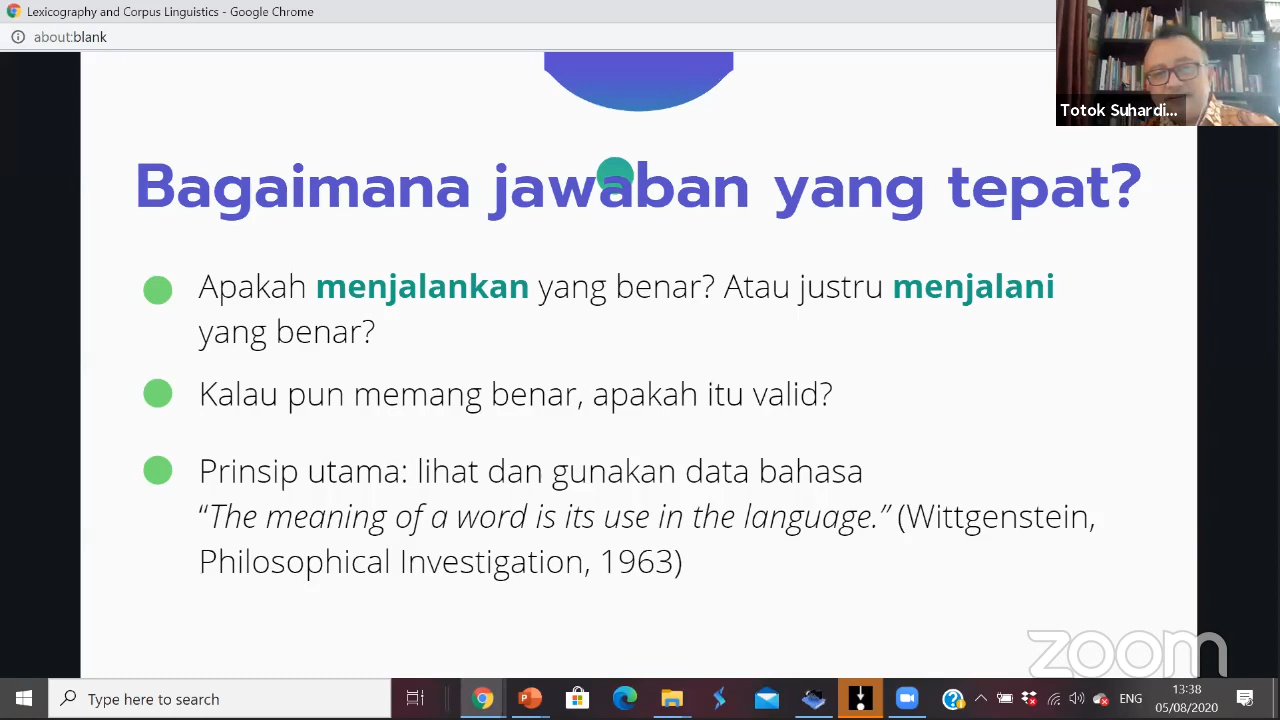 Lexicography and Corpus Linguistics - Google Chrome
about:blank
Totok Suhardi...
Bagaimana jawaban yang tepat?
Apakah menjalankan yang benar? Atau justru menjalani
yang benar?
Kalau pun memang benar, apakah itu valid?
Prinsip utama: lihat dan gunakan data bahasa
“The meaning of a word is its use in the language.” (Wittgenstein,
Philosophical Investigation, 1963)
zoom
Type here to search
ENG
13:38
05/08/2020